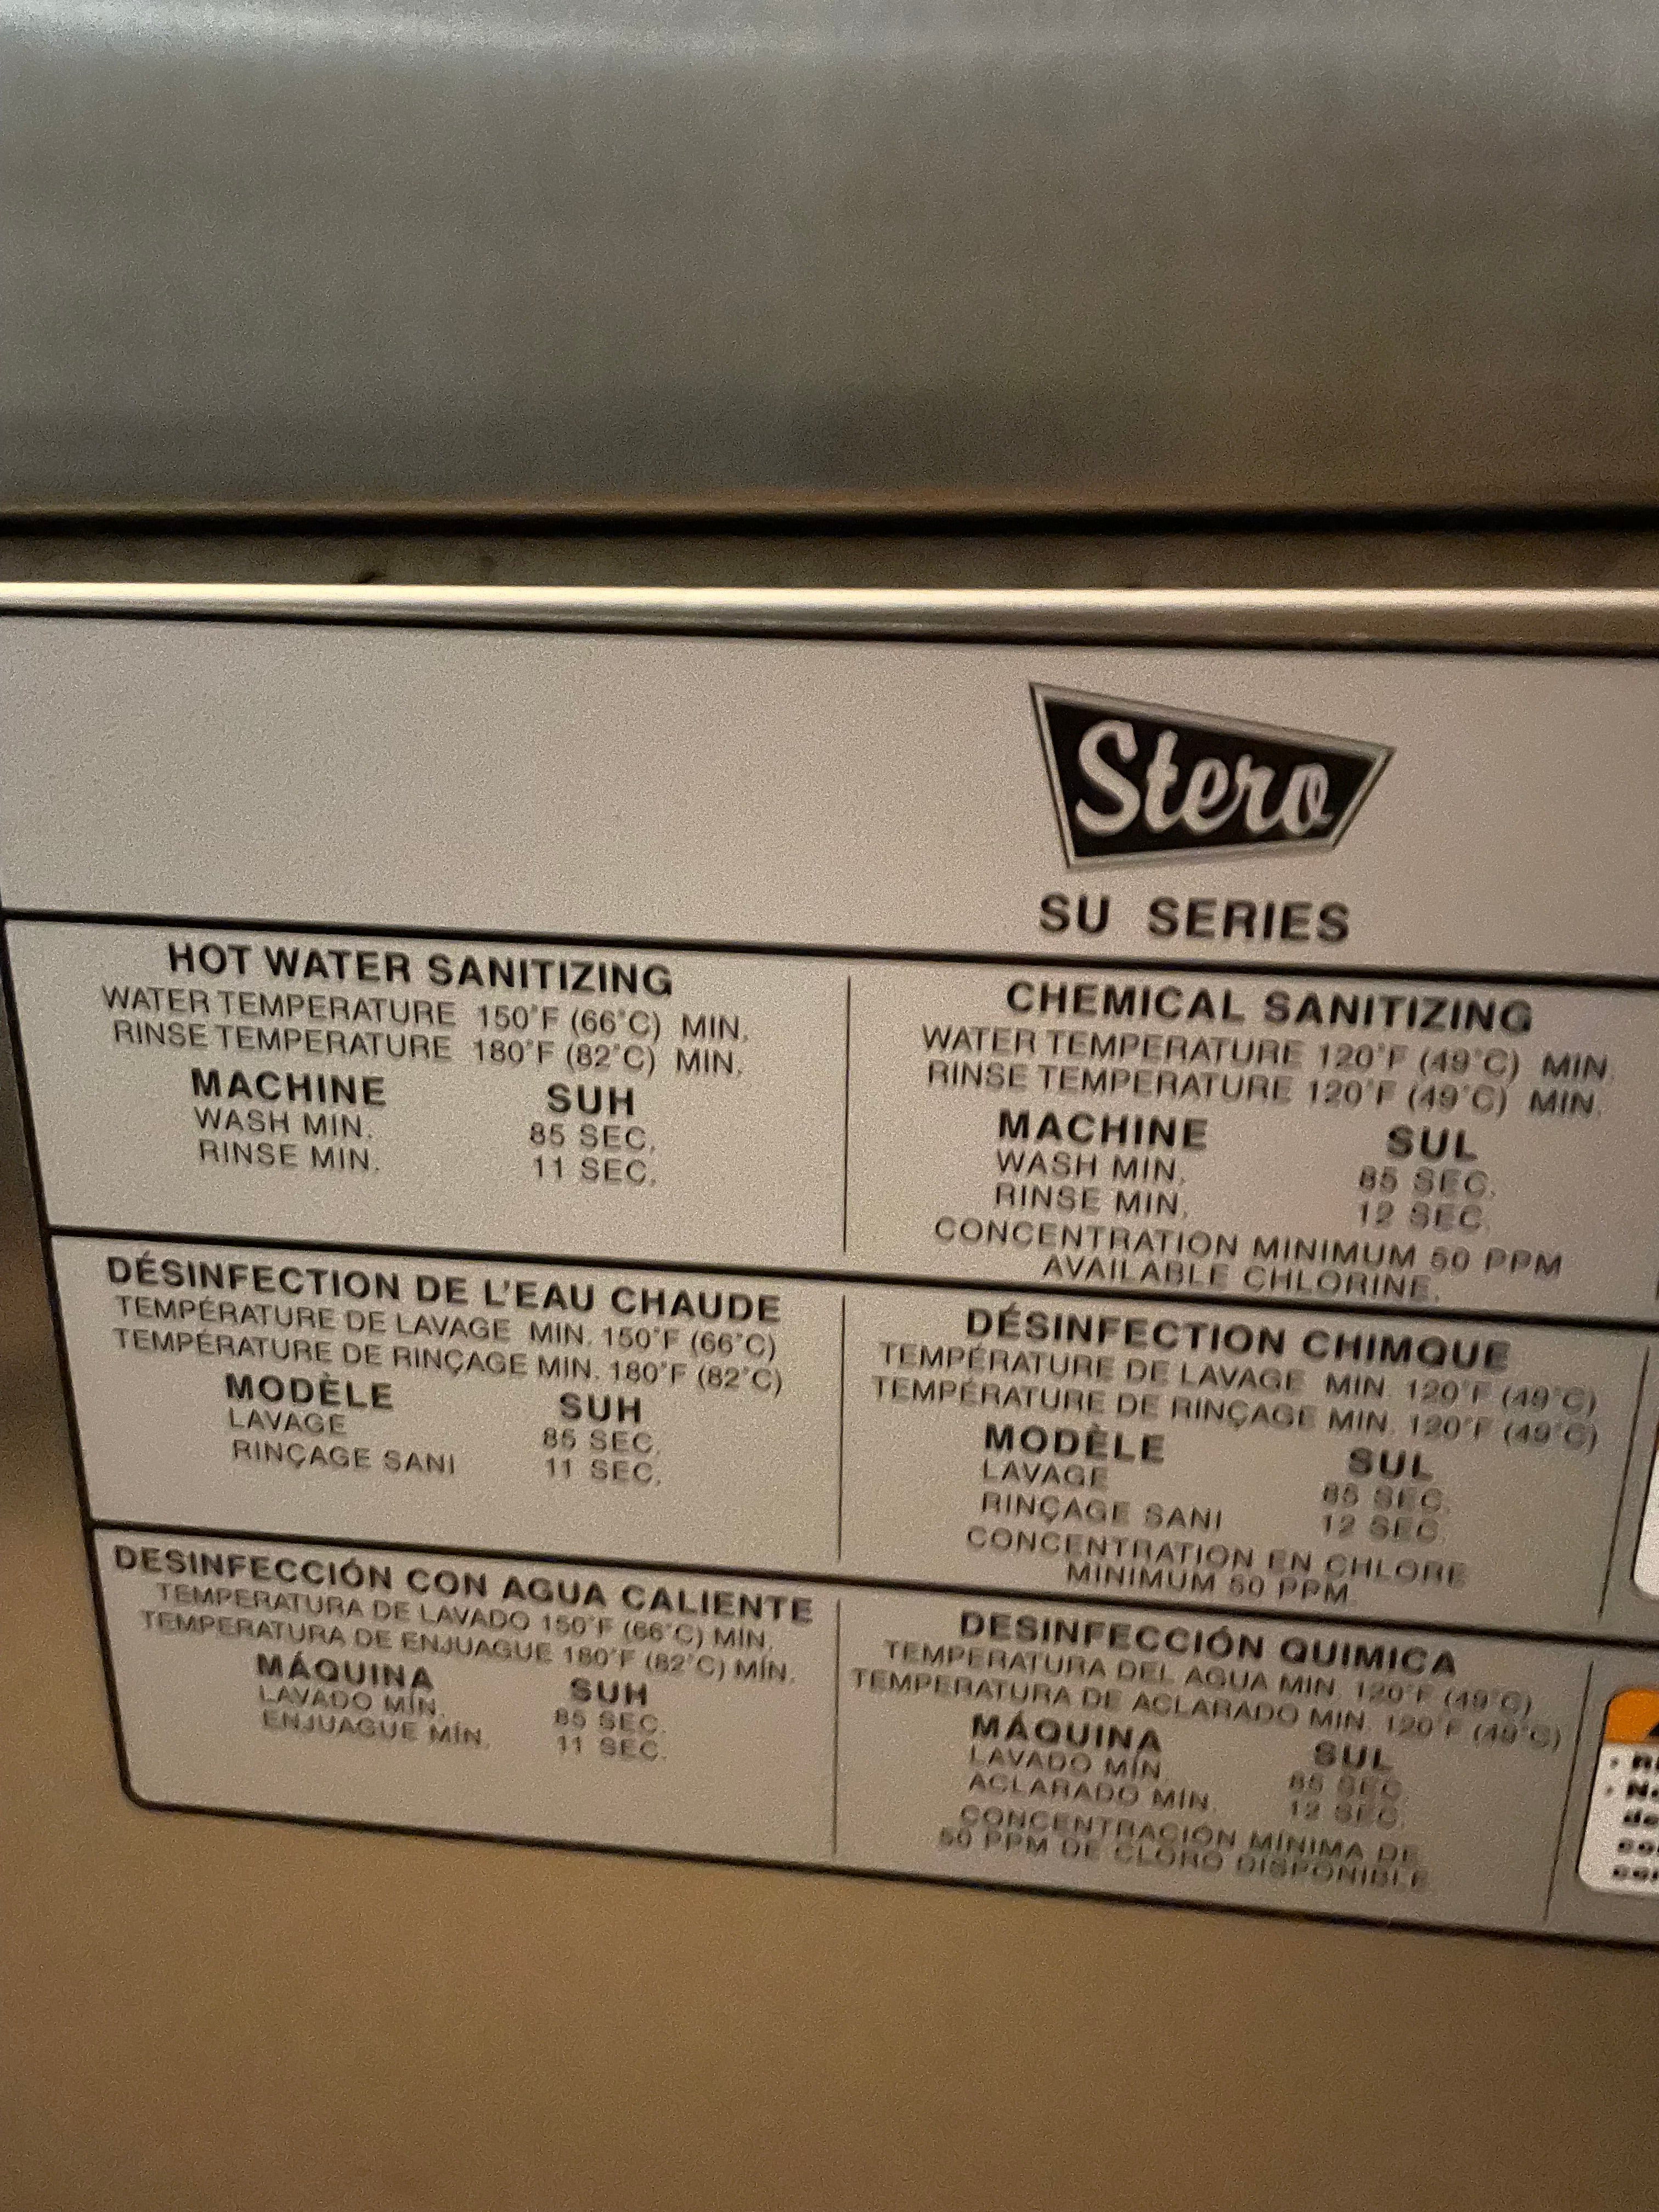 Stero
SU SERIES
HOT WATER SANITIZING
WATER TEMPERATURE 150°F (66°C) MIN.
RINSE TEMPERATURE 180°F (82°C) MIN.
MACHINE SUH
WASH MIN. 85 SEC.
RINSE MIN. 11 SEC.
CHEMICAL SANITIZING
WATER TEMPERATURE 120°F (49°C) MIN.
RINSE TEMPERATURE 120°F (49°C) MIN.
MACHINE SUL
WASH MIN. 85 SEC.
RINSE MIN. 12 SEC.
CONCENTRATION MINIMUM 50 PPM
AVAILABLE CHLORINE.
DÉSINFECTION DE L'EAU CHAUDE
TEMPÉRATURE DE LAVAGE MIN. 150°F (66°C)
TEMPÉRATURE DE RINÇAGE MIN. 180°F (82°C)
MODÈLE SUH
LAVAGE 85 SEC.
RINÇAGE SANI 11 SEC.
DÉSINFECTION CHIMQUE
TEMPÉRATURE DE LAVAGE MIN. 120°F (49°C)
TEMPÉRATURE DE RINÇAGE MIN. 120°F (49°C)
MODÈLE SUL
LAVAGE 85 SEC.
RINÇAGE SANI 12 SEC.
CONCENTRATION EN CHLORE
MINIMUM 50 PPM.
DESINFECCIÓN CON AGUA CALIENTE
TEMPERATURA DE LAVADO 150°F (66°C) MÍN.
TEMPERATURA DE ENJUAGUE 180°F (82°C) MÍN.
MÁQUINA SUH
LAVADO MÍN. 85 SEC.
ENJUAGUE MÍN. 11 SEC.
DESINFECCIÓN QUIMICA
TEMPERATURA DEL AGUA MIN. 120°F (49°C)
TEMPERATURA DE ACLARADO MIN. 120°F (49°C)
MÁQUINA SUL
LAVADO MÍN. 85 SEC.
ACLARADO MÍN. 12 SEC.
CONCENTRACIÓN MÍNIMA DE
50 PPM DE CLORO DISPONIBLE